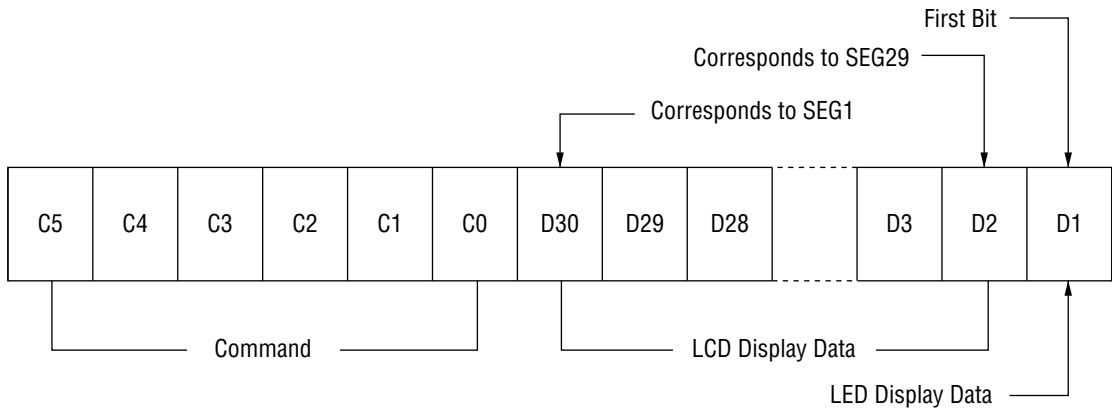 First Bit
Corresponds to SEG29
Corresponds to SEG1
C5 C4 C3 C2 C1 C0 D30 D29 D28 D3 D2 D1
Command
LCD Display Data
LED Display Data